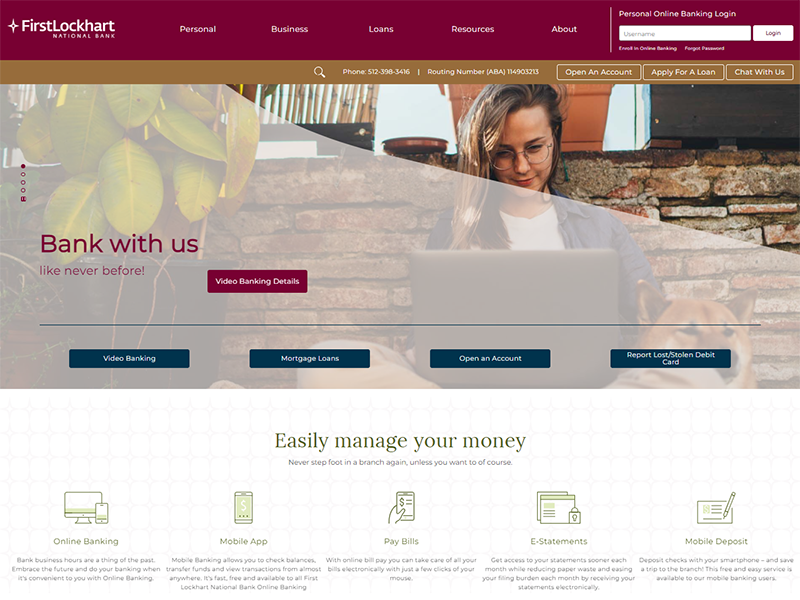 FirstLockhart
NATIONAL BANK
Personal
Business
Loans
Resources
About
Personal Online Banking Login
Username
Login
Enroll In Online Banking
Forgot Password
Phone: 512-398-3416 | Routing Number (ABA) 114903213
Open An Account
Apply For A Loan
Chat With Us
Bank with us
like never before!
Video Banking Details
Video Banking
Mortgage Loans
Open an Account
Report Lost/Stolen Debit
Card
Easily manage your money
Never step foot in a branch again, unless you want to of course.
Online Banking
Bank business hours are a thing of the past.
Embrace the future and do your banking when
it's convenient to you with Online Banking.
Mobile App
Mobile Banking allows you to check balances,
transfer funds and view transactions from almost
anywhere. It's fast, free and available to all First
Lockhart National Bank Online Banking
Pay Bills
With online bill pay you can take care of all your
bills electronically with just a few clicks of your
mouse.
E-Statements
Get access to your statements sooner each
month while reducing paper waste and easing
your filing burden each month by receiving your
statements electronically.
Mobile Deposit
Deposit checks with your smartphone – and save
a trip to the branch! This free and easy service is
available to our mobile banking users.